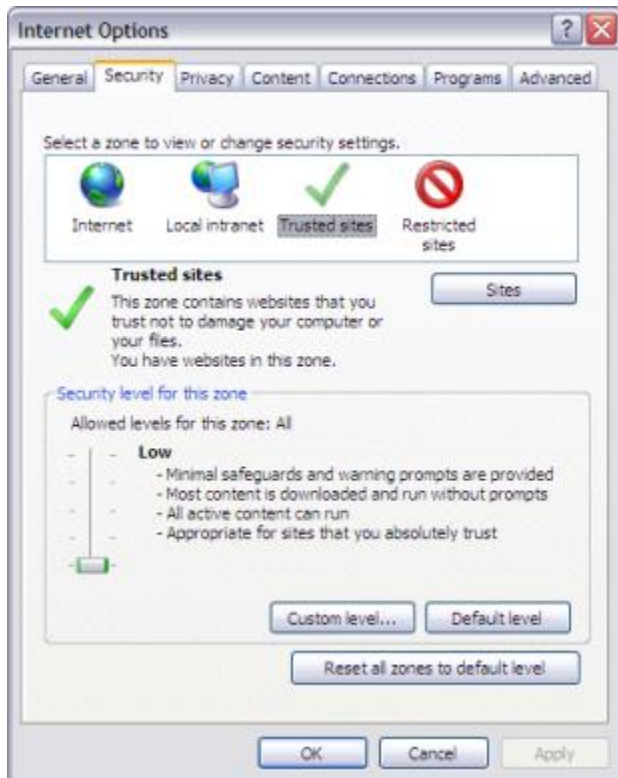 Internet Options
General Security Privacy Content Connections Programs Advanced
Select a zone to view or change security settings.
Internet Local intranet Trusted sites Restricted sites
Trusted sites
Sites
This zone contains websites that you
trust not to damage your computer or
your files.
You have websites in this zone.
Security level for this zone
Allowed levels for this zone: All
Low
- Minimal safeguards and warning prompts are provided
- Most content is downloaded and run without prompts
- All active content can run
- Appropriate for sites that you absolutely trust
Custom level... Default level
Reset all zones to default level
OK Cancel Apply